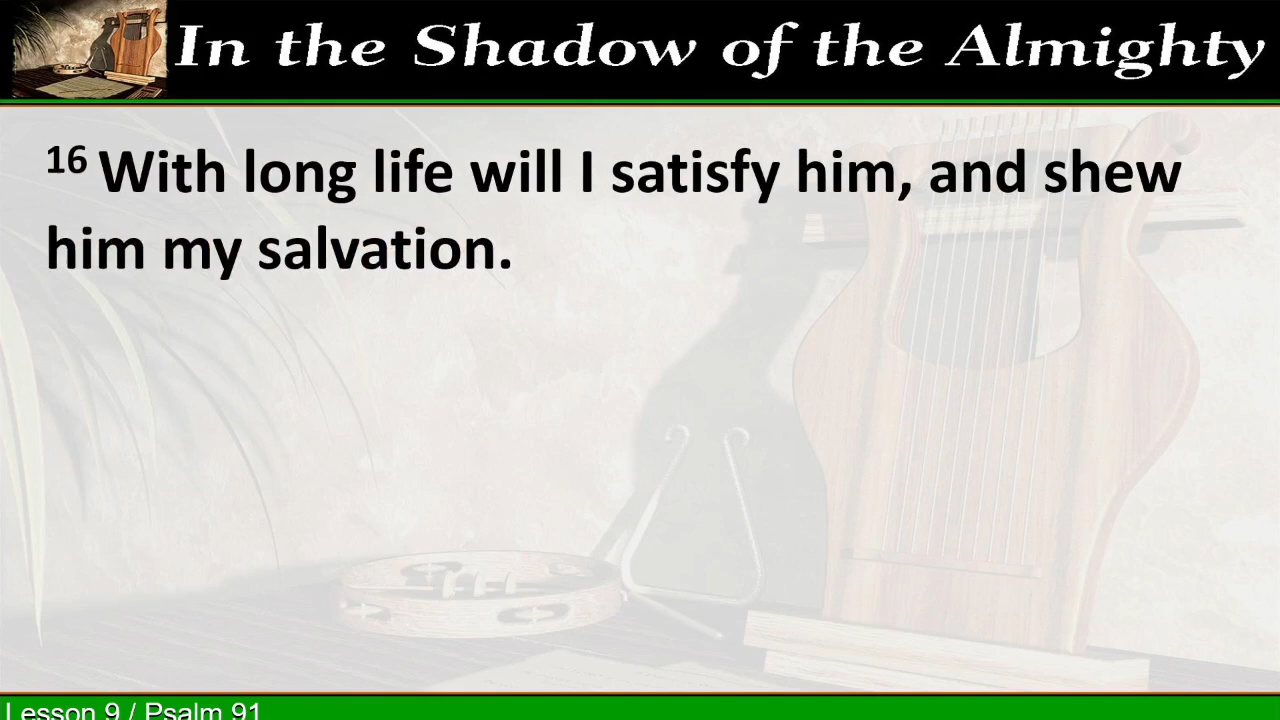 In the Shadow of the Almighty
16 With long life will I satisfy him, and shew
him my salvation.
Lesson 9 / Psalm 91